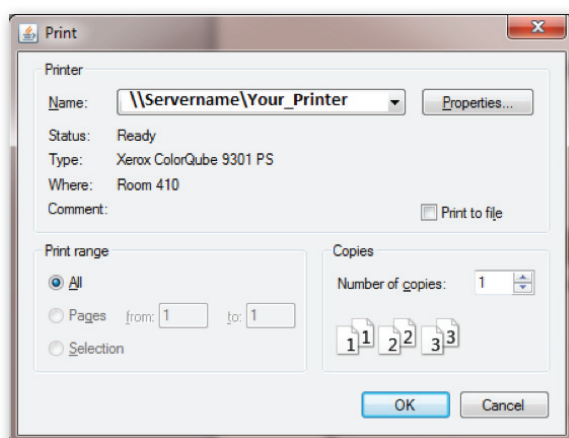 Print
Printer
Name: \\Servername\Your_Printer Properties...
Status: Ready
Type: Xerox ColorQube 9301 PS
Where: Room 410
Comment: Print to file
Print range
All
Pages from: 1 to: 1
Selection
Copies
Number of copies: 1
1 1 2 2 3 3
OK Cancel